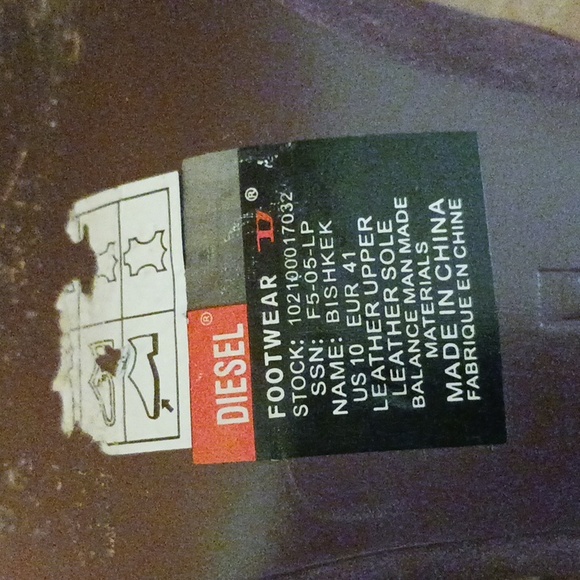 DIESEL®
FOOTWEAR D®
STOCK: 102100017032
SSN: F5-05-LP
NAME: BISHKEK
US 10 EUR 41
LEATHER UPPER
LEATHER SOLE
BALANCE MAN MADE
MATERIALS
MADE IN CHINA
FABRIQUE EN CHINE